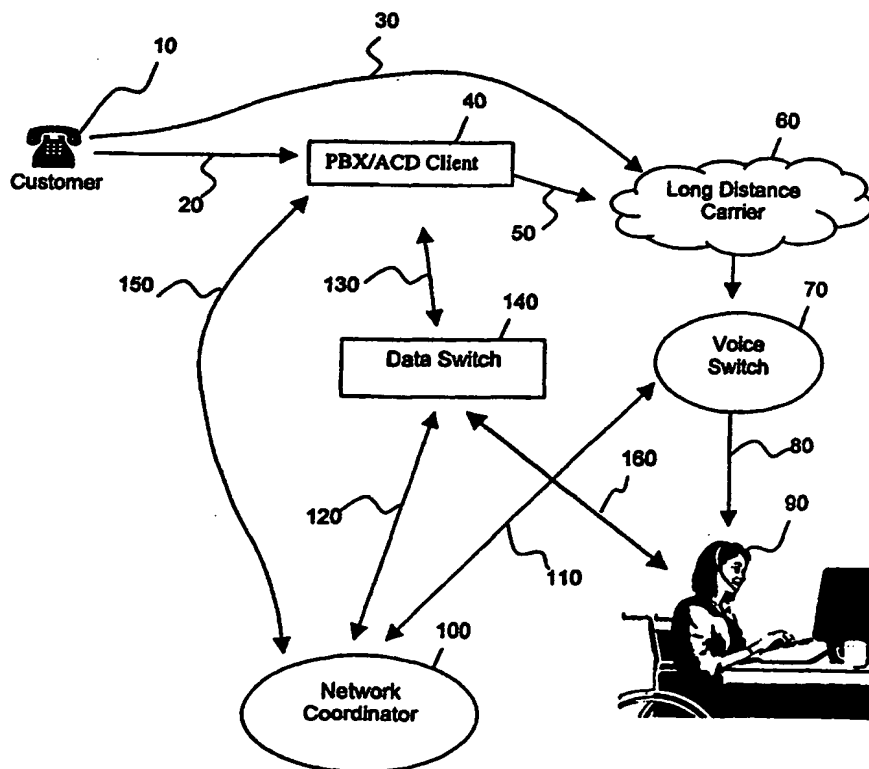 30
10
40
60
PBX/ACD Client
Customer
20
50
Long Distance
Carrier
150
130
140
70
Data Switch
Voice
Switch
80
160
90
120
110
100
Network
Coordinator